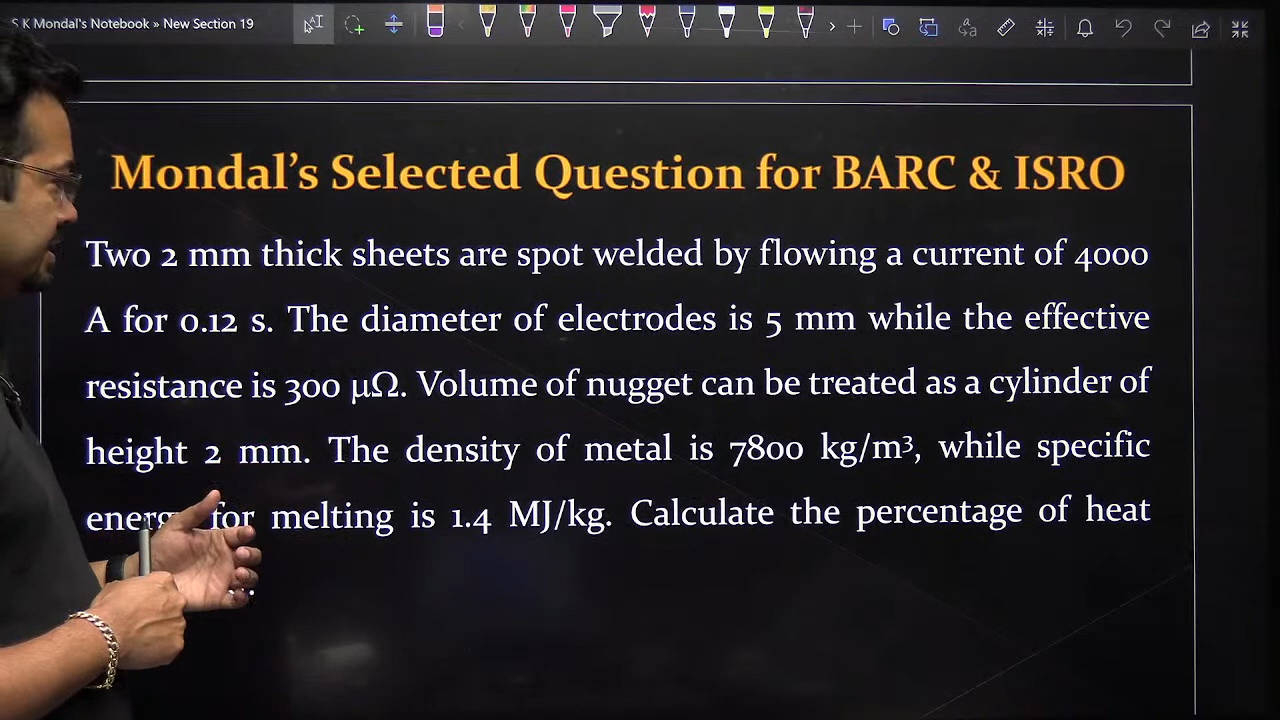 S K Mondal's Notebook » New Section 19
Mondal's Selected Question for BARC & ISRO
Two 2 mm thick sheets are spot welded by flowing a current of 4000
A for 0.12 s. The diameter of electrodes is 5 mm while the effective
resistance is 300 μΩ. Volume of nugget can be treated as a cylinder of
height 2 mm. The density of metal is 7800 kg/m³, while specific
energy for melting is 1.4 MJ/kg. Calculate the percentage of heat